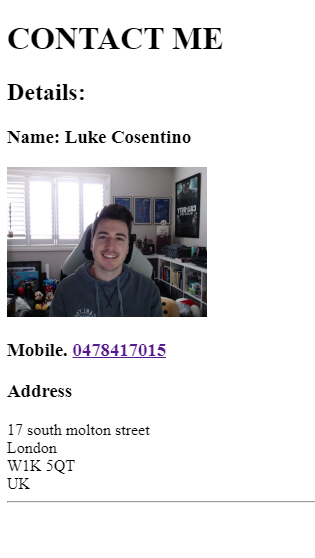 CONTACT ME
Details:
Name: Luke Cosentino
Mobile. 0478417015
Address
17 south molton street
London
W1K 5QT
UK